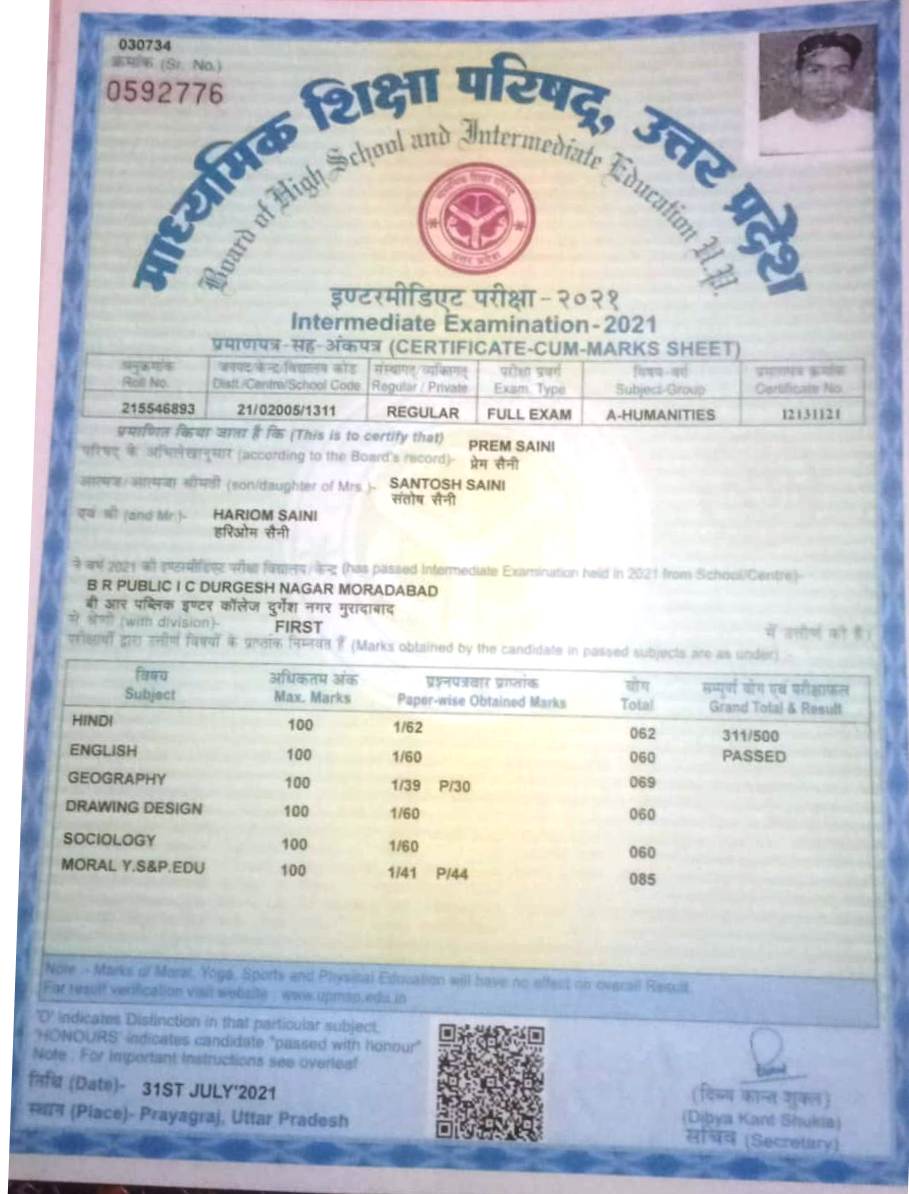 030734
क्रमांक (Sr. No.)
0592776
माध्यमिक शिक्षा परिषद्, उत्तर प्रदेश
Board of High School and Intermediate Education U.P.
माध्यमिक शिक्षा परिषद्
उत्तर प्रदेश
इण्टरमीडिएट परीक्षा - २०२१
Intermediate Examination - 2021
प्रमाणपत्र-सह-अंकपत्र (CERTIFICATE-CUM-MARKS SHEET)
अनुक्रमांक जनपद/केन्द्र/विद्यालय कोड संस्थागत/व्यक्तिगत परीक्षा प्रवर्ग विषय-वर्ग प्रमाणपत्र क्रमांक
Roll No. Distt./Centre/School Code Regular / Private Exam. Type Subject-Group Certificate No.
215546893 21/02005/1311 REGULAR FULL EXAM A-HUMANITIES 12131121
प्रमाणित किया जाता है कि (This is to certify that)
PREM SAINI
परिषद के अभिलेखानुसार (according to the Board's record)- प्रेम सैनी
आत्मज/आत्मजा श्रीमती (son/daughter of Mrs.)- SANTOSH SAINI
संतोष सैनी
एवं श्री (and Mr.)- HARIOM SAINI
हरिओम सैनी
ने वर्ष 2021 की इण्टरमीडिएट परीक्षा विद्यालय/केन्द्र (has passed Intermediate Examination held in 2021 from School/Centre)-
B R PUBLIC I C DURGESH NAGAR MORADABAD
बी आर पब्लिक इण्टर कॉलेज दुर्गेश नगर मुरादाबाद
से श्रेणी (with division)- FIRST में उत्तीर्ण की है।
परीक्षार्थी द्वारा उत्तीर्ण विषयों के प्राप्तांक निम्नवत हैं (Marks obtained by the candidate in passed subjects are as under) :-
विषय अधिकतम अंक प्रश्नपत्रवार प्राप्तांक योग सम्पूर्ण योग एवं परीक्षाफल
Subject Max. Marks Paper-wise Obtained Marks Total Grand Total & Result
HINDI 100 1/62 062 311/500
ENGLISH 100 1/60 060 PASSED
GEOGRAPHY 100 1/39 P/30 069
DRAWING DESIGN 100 1/60 060
SOCIOLOGY 100 1/60 060
MORAL Y.S&P.EDU 100 1/41 P/44 085
Note :- Marks of Moral, Yoga, Sports and Physical Education will have no effect on overall Result.
For result verification visit website : www.upmsp.edu.in
'D' indicates Distinction in that particular subject.
'HONOURS' indicates candidate "passed with honour"
Note : For Important Instructions see overleaf
तिथि (Date)- 31ST JULY'2021
स्थान (Place)- Prayagraj, Uttar Pradesh
(दिव्य कान्त शुक्ल)
(Dibya Kant Shukla)
सचिव (Secretary)